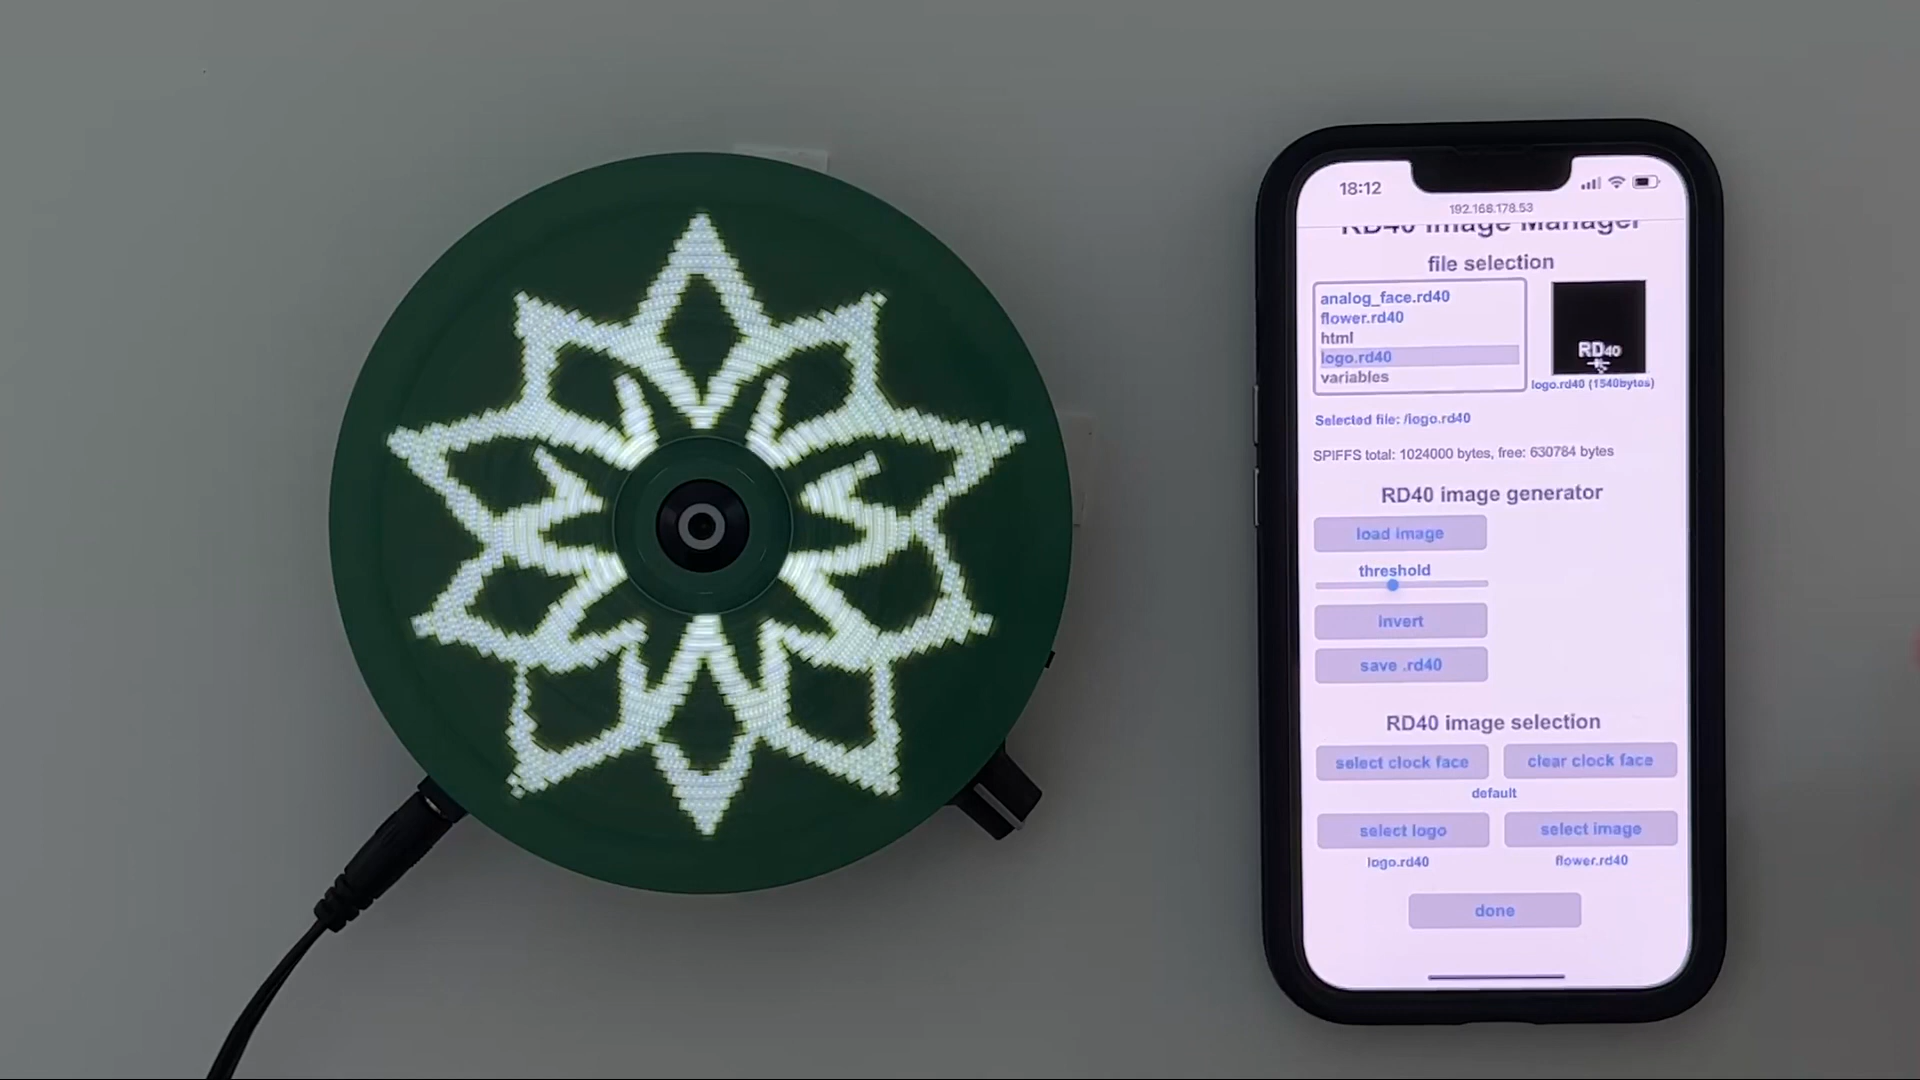 18:12
192.168.178.53
RD40 Image Manager
file selection
analog_face.rd40
flower.rd40
html
logo.rd40
variables
RD40
logo.rd40 (1540bytes)
Selected file: /logo.rd40
SPIFFS total: 1024000 bytes, free: 630784 bytes
RD40 image generator
load image
threshold
invert
save .rd40
RD40 image selection
select clock face
clear clock face
default
select logo
select image
logo.rd40
flower.rd40
done